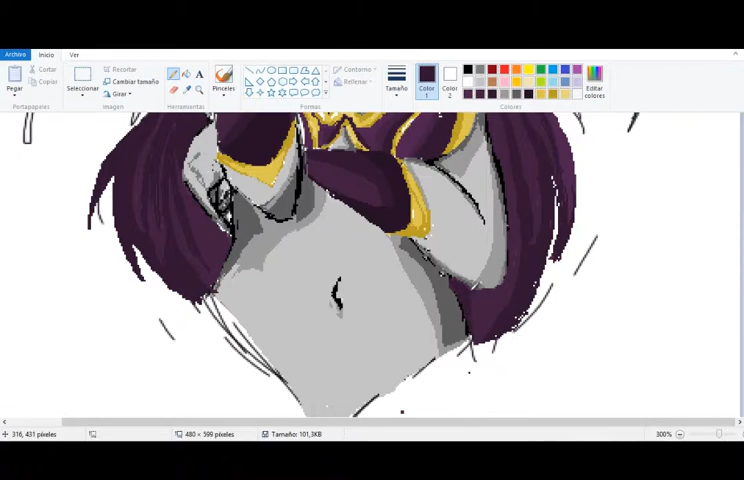 Archivo Inicio Ver
Pegar
Cortar
Copiar
Portapapeles
Seleccionar
Recortar
Cambiar tamaño
Girar
Imagen
A
Herramientas
Pinceles
Contorno
Rellenar
Formas
Tamaño
Color
1
Color
2
Editar
colores
Colores
316, 431 píxeles
480 × 599 píxeles
Tamaño: 101,3KB
300%